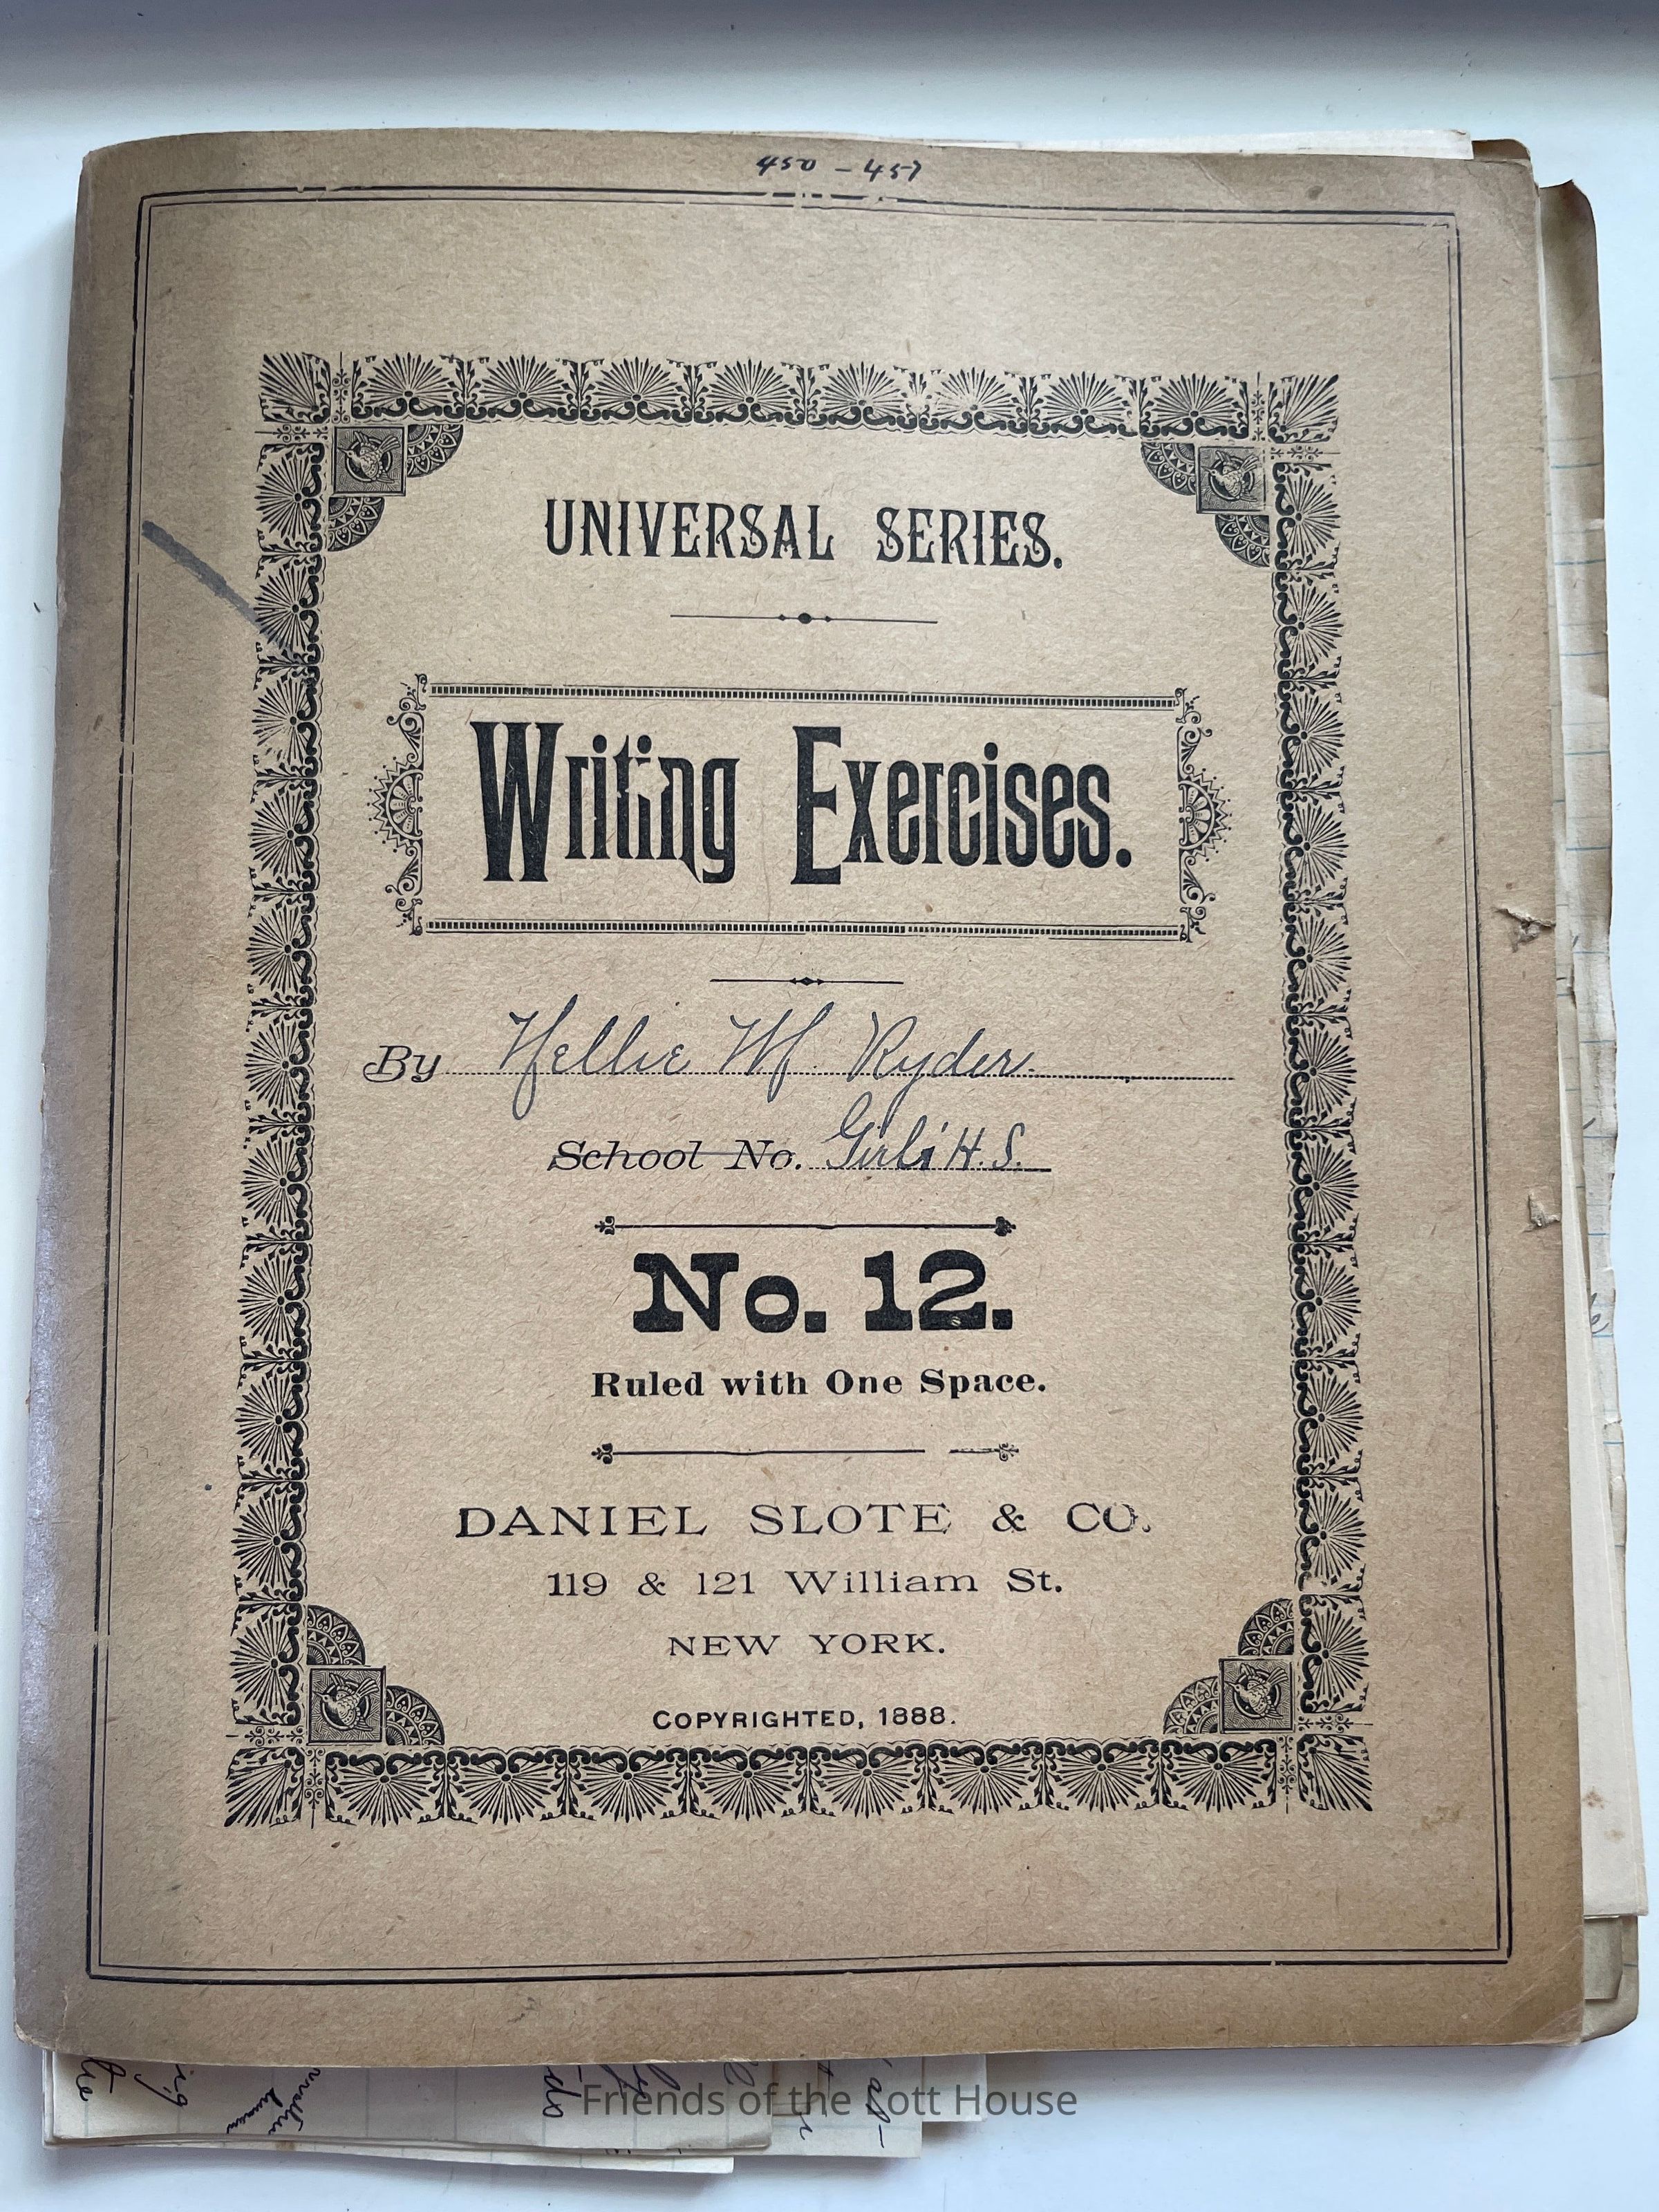 450 - 457
UNIVERSAL SERIES.
Writing Exercises.
By Nellie M. Ryder.
School No. Girls' H.S.
No. 12.
Ruled with One Space.
DANIEL SLOTE & CO.
119 & 121 William St.
NEW YORK.
COPYRIGHTED, 1888.
Friends of the Lott House